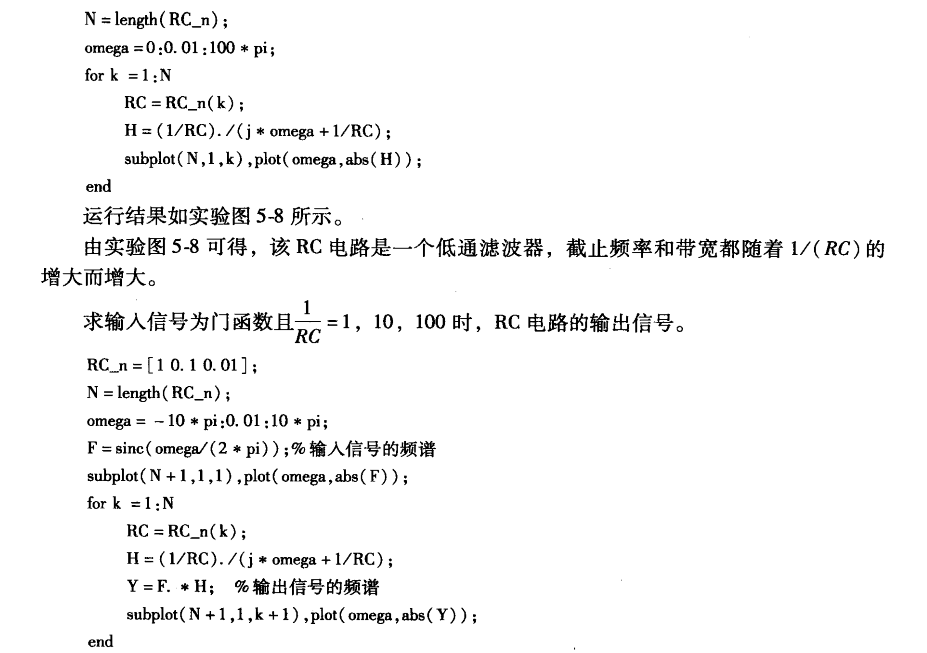 N = length( RC_n) ;
omega = 0:0. 01 :100 * pi;
for k = 1:N
RC = RC_n( k) ;
H = (1/RC). /( j * omega + 1/RC) ;
subplot( N ,1 ,k) ,plot( omega ,abs( H) ) ;
end
运行结果如实验图 5-8 所示。
由实验图 5-8 可得，该 RC 电路是一个低通滤波器，截止频率和带宽都随着 1/(RC) 的
增大而增大。
求输入信号为门函数且 1/RC = 1，10，100 时，RC 电路的输出信号。
RC_n = [1 0. 1 0. 01] ;
N = length( RC_n) ;
omega = - 10 * pi:0. 01 :10 * pi;
F = sinc( omega/(2 * pi) ) ;% 输入信号的频谱
subplot( N + 1 ,1 ,1) ,plot( omega ,abs( F) ) ;
for k = 1:N
RC = RC_n( k) ;
H = (1/RC). /( j * omega + 1/RC) ;
Y = F. * H; % 输出信号的频谱
subplot( N + 1 ,1 ,k + 1) ,plot( omega ,abs( Y) ) ;
end